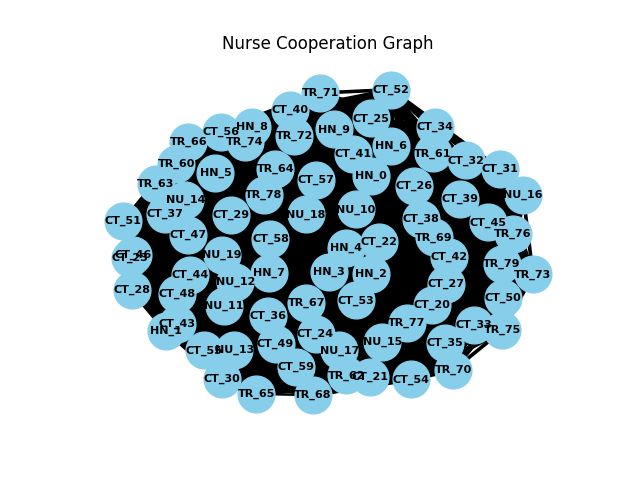 Nurse Cooperation Graph
CT_52
TR_71
CT_40
CT_25
HN_8
CT_34
HN_9
CT_56
TR_72
TR_66
TR_74
HN_6
CT_41
TR_61
CT_32
TR_60
TR_64
CT_31
HN_5
HN_0
CT_57
TR_63
CT_26
TR_78
NU_16
CT_39
NU_14
NU_10
CT_37
CT_29
NU_18
CT_38
CT_51
CT_45
TR_76
CT_47
TR_69
CT_58
CT_22
HN_4
CT_46
NU_19
CT_42
TR_79
HN_7
HN_3
HN_2
CT_44
TR_73
NU_12
CT_27
CT_28
CT_48
CT_50
CT_53
TR_67
NU_11
CT_20
CT_36
CT_43
TR_77
CT_33
HN_1
TR_75
CT_24
NU_15
CT_49
CT_35
NU_13
NU_17
CT_59
TR_70
CT_21
CT_30
CT_54
TR_65
TR_68